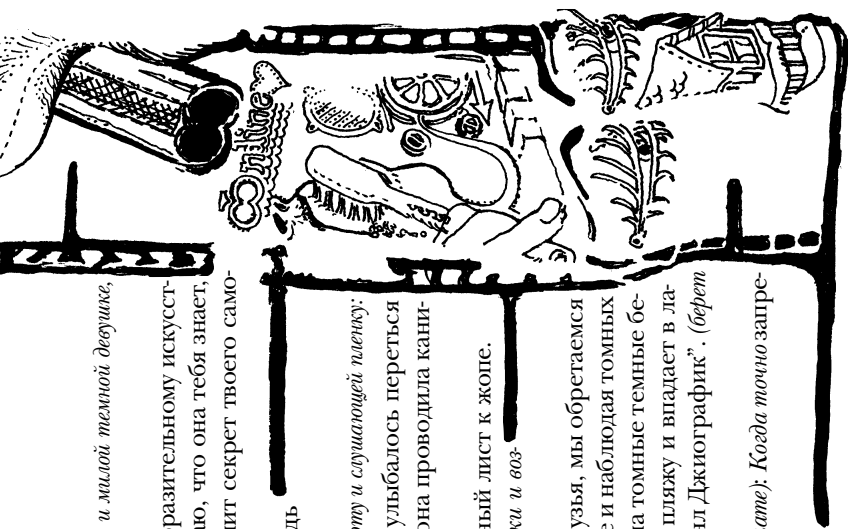 и милой темной девушке,
разительному искусст-
ю, что она тебя знает,
ит секрет твоего само-
дь
ту и слушающей пленку:
улыбалось переться
она проводила кани-
ный лист к жопе.
ки и воз-
узья, мы обретаемся
е и наблюдая томных
на томные темные бе-
пляжу и впадает в ла-
л Джиографик”. (берет
ате): Когда точно запре-